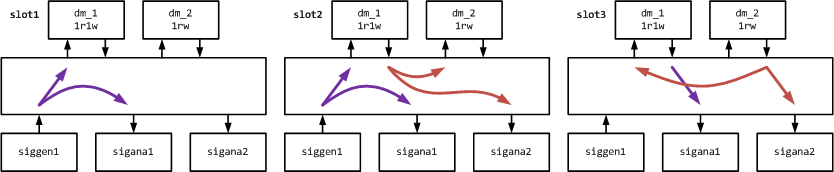 slot1
dm_1
1r1w
dm_2
1rw
siggen1
sigana1
sigana2
slot2
dm_1
1r1w
dm_2
1rw
siggen1
sigana1
sigana2
slot3
dm_1
1r1w
dm_2
1rw
siggen1
sigana1
sigana2